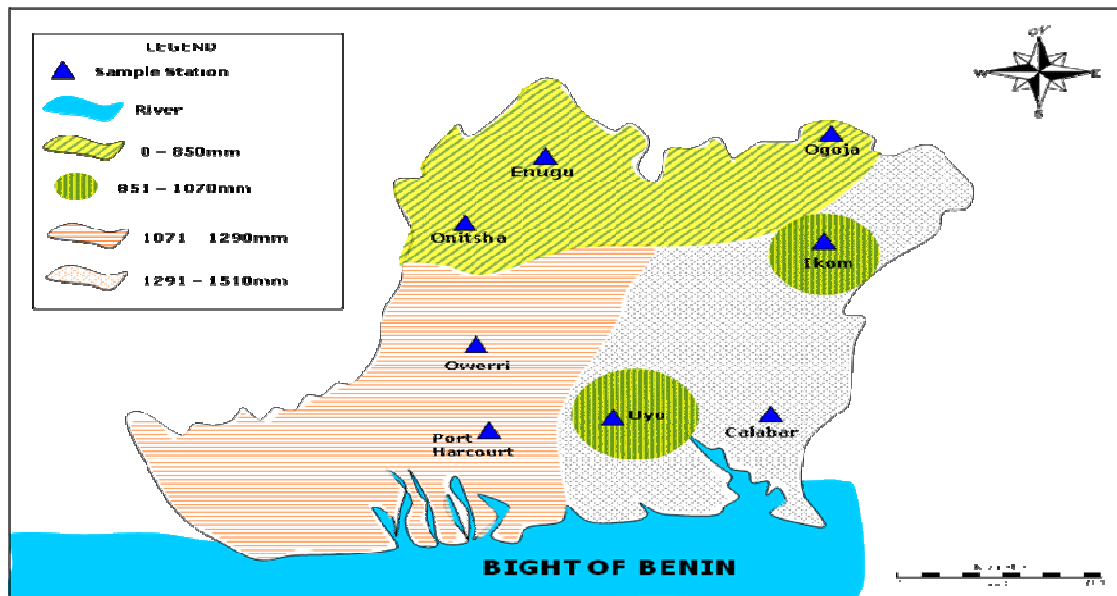 LEGEND
Sample Station
River
0 – 850mm
851 – 1070mm
1071 – 1290mm
1291 – 1510mm
W
E
S
Ogoja
Enugu
Onitsha
Ikom
Owerri
Uyu
Calabar
Port
Harcourt
BIGHT OF BENIN